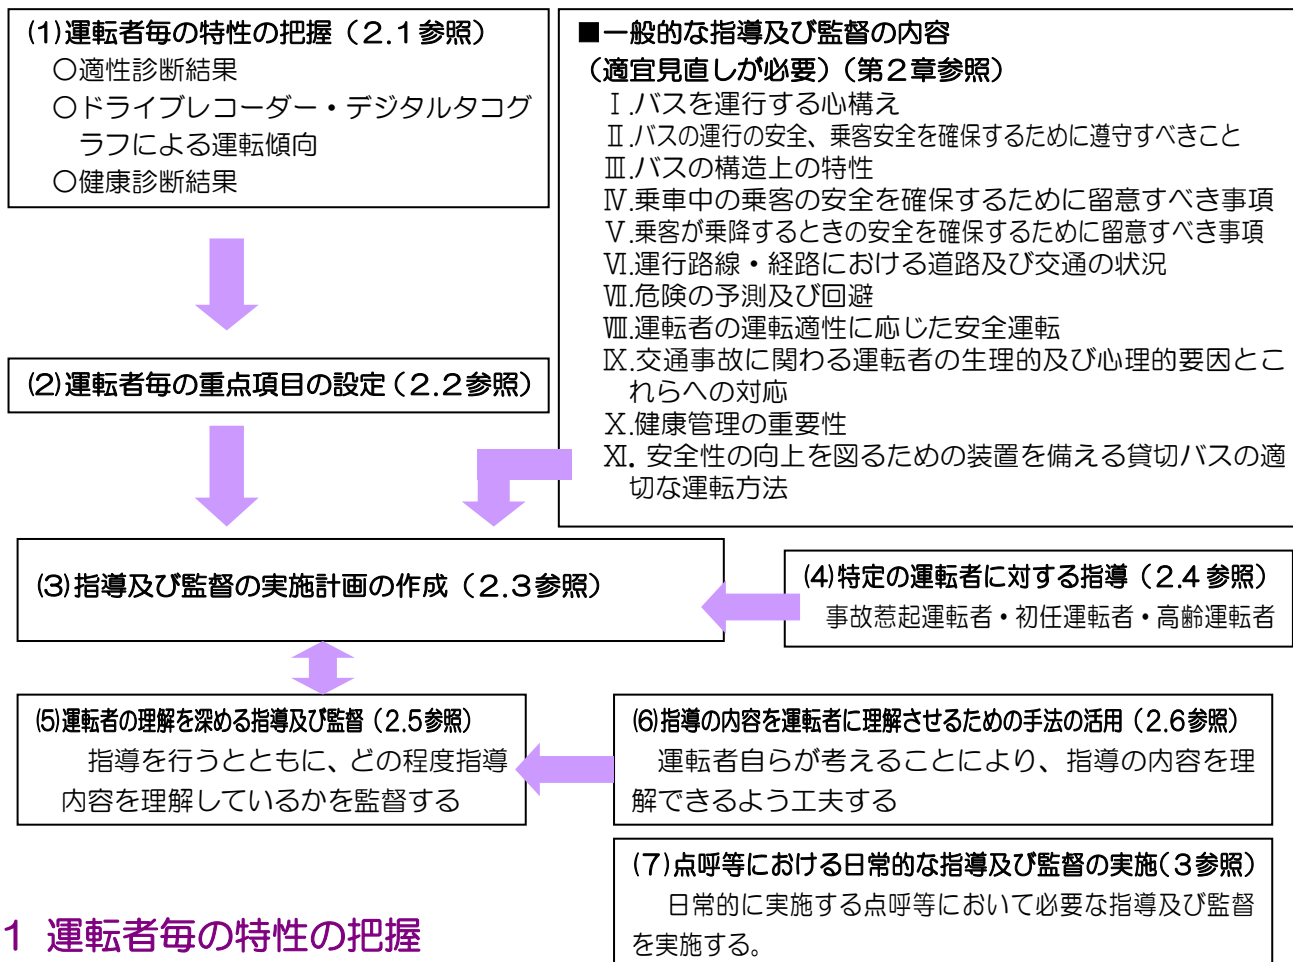 (1)運転者毎の特性の把握（2.1参照）
〇適性診断結果
〇ドライブレコーダー・デジタルタコグ
ラフによる運転傾向
〇健康診断結果
■一般的な指導及び監督の内容
（適宜見直しが必要）（第２章参照）
Ⅰ.バスを運行する心構え
Ⅱ.バスの運行の安全、乗客安全を確保するために遵守すべきこと
Ⅲ.バスの構造上の特性
Ⅳ.乗車中の乗客の安全を確保するために留意すべき事項
Ⅴ.乗客が乗降するときの安全を確保するために留意すべき事項
Ⅵ.運行路線・経路における道路及び交通の状況
Ⅶ.危険の予測及び回避
Ⅷ.運転者の運転適性に応じた安全運転
Ⅸ.交通事故に関わる運転者の生理的及び心理的要因とこ
れらへの対応
Ⅹ.健康管理の重要性
Ⅺ. 安全性の向上を図るための装置を備える貸切バスの適
切な運転方法
(2)運転者毎の重点項目の設定（2.2参照）
(3)指導及び監督の実施計画の作成（2.3参照）
(4)特定の運転者に対する指導（2.4 参照）
事故惹起運転者・初任運転者・高齢運転者
(5)運転者の理解を深める指導及び監督（2.5参照）
指導を行うとともに、どの程度指導
内容を理解しているかを監督する
(6)指導の内容を運転者に理解させるための手法の活用（2.6参照）
運転者自らが考えることにより、指導の内容を理
解できるよう工夫する
(7)点呼等における日常的な指導及び監督の実施(３参照）
日常的に実施する点呼等において必要な指導及び監督
を実施する。
1 運転者毎の特性の把握